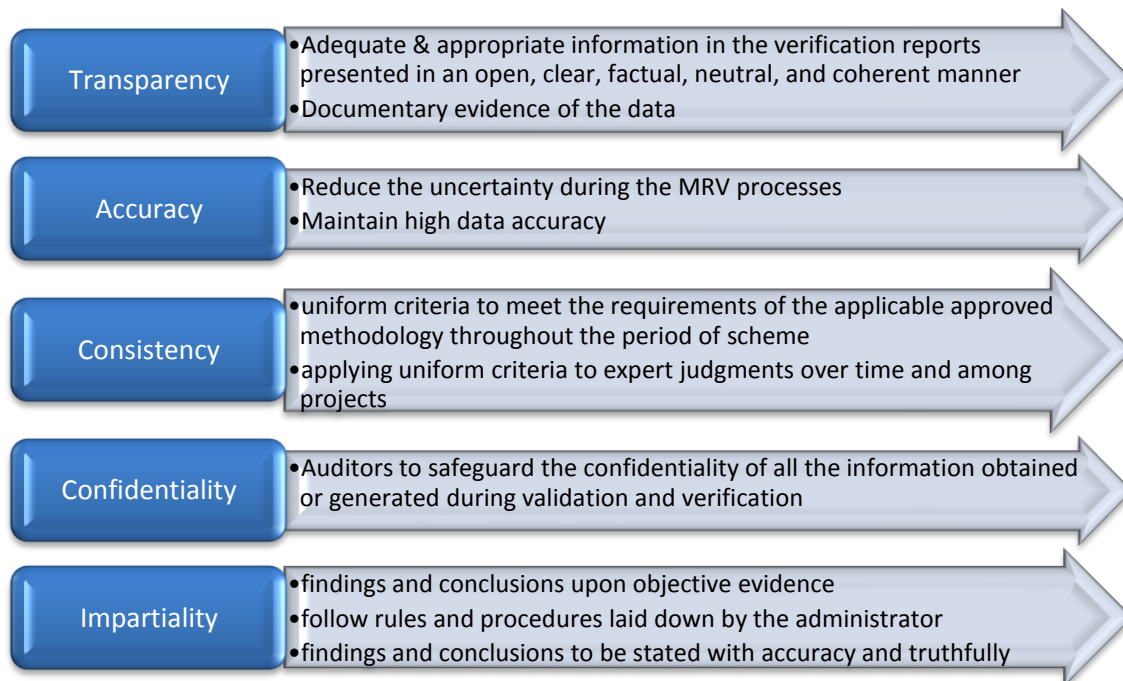 Transparency
•Adequate & appropriate information in the verification reports
presented in an open, clear, factual, neutral, and coherent manner
•Documentary evidence of the data
Accuracy
•Reduce the uncertainty during the MRV processes
•Maintain high data accuracy
Consistency
•uniform criteria to meet the requirements of the applicable approved
methodology throughout the period of scheme
•applying uniform criteria to expert judgments over time and among
projects
Confidentiality
•Auditors to safeguard the confidentiality of all the information obtained
or generated during validation and verification
Impartiality
•findings and conclusions upon objective evidence
•follow rules and procedures laid down by the administrator
•findings and conclusions to be stated with accuracy and truthfully